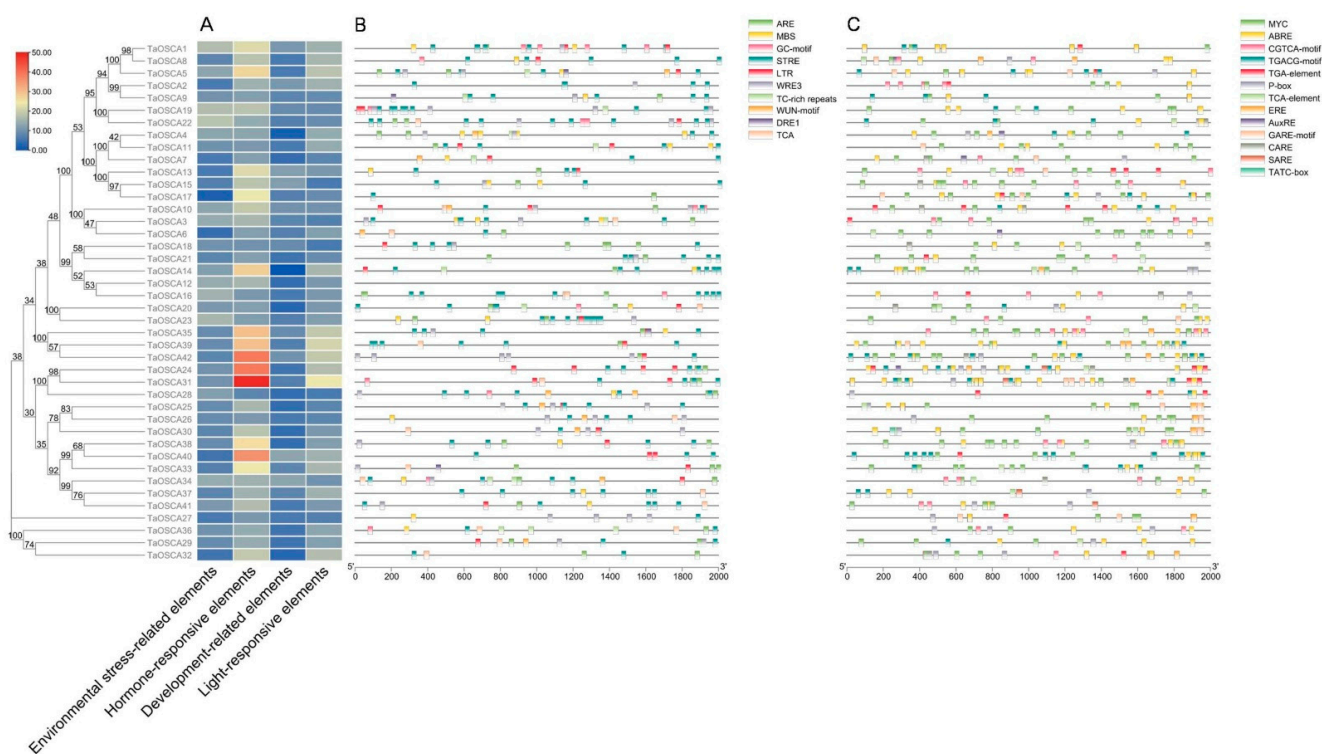 A
B
C
50.00
40.00
30.00
20.00
10.00
0.00
98
100
94
99
95
53
100
42
100
100
100
97
100
48
47
38
58
99
52
53
34
100
100
57
38
98
100
30
83
78
35
68
99
92
99
76
100
74
TaOSCA1
TaOSCA8
TaOSCA5
TaOSCA2
TaOSCA9
TaOSCA19
TaOSCA22
TaOSCA4
TaOSCA11
TaOSCA7
TaOSCA13
TaOSCA15
TaOSCA17
TaOSCA10
TaOSCA3
TaOSCA6
TaOSCA18
TaOSCA21
TaOSCA14
TaOSCA12
TaOSCA16
TaOSCA20
TaOSCA23
TaOSCA35
TaOSCA39
TaOSCA42
TaOSCA24
TaOSCA31
TaOSCA28
TaOSCA25
TaOSCA26
TaOSCA30
TaOSCA38
TaOSCA40
TaOSCA33
TaOSCA34
TaOSCA37
TaOSCA41
TaOSCA27
TaOSCA36
TaOSCA29
TaOSCA32
Environmental stress-related elements
Hormone-responsive elements
Development-related elements
Light-responsive elements
5' 3'
0 200 400 600 800 1000 1200 1400 1600 1800 2000
ARE
MBS
GC-motif
STRE
LTR
WRE3
TC-rich repeats
WUN-motif
DRE1
TCA
5' 3'
0 200 400 600 800 1000 1200 1400 1600 1800 2000
MYC
ABRE
CGTCA-motif
TGACG-motif
TGA-element
P-box
TCA-element
ERE
AuxRE
GARE-motif
CARE
SARE
TATC-box